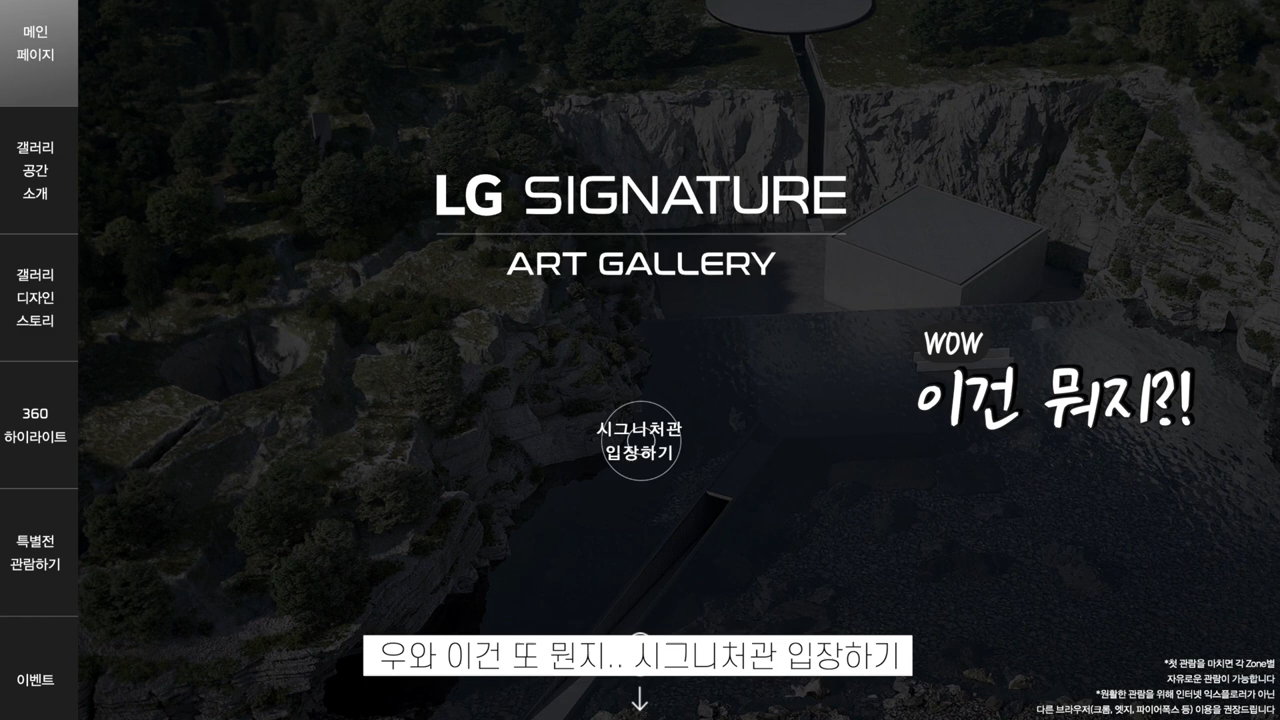 메인
페이지
갤러리
공간
소개
갤러리
디자인
스토리
360
하이라이트
특별전
관람하기
이벤트
LG SIGNATURE
ART GALLERY
WOW
이건 뭐지?!
시그니처관
입장하기
우와 이건 또 뭔지.. 시그니처관 입장하기
*첫 관람을 마치면 각 Zone별
자유로운 관람이 가능합니다
*원활한 관람을 위해 인터넷 익스플로러가 아닌
다른 브라우저(크롬, 엣지, 파이어폭스 등) 이용을 권장드립니다